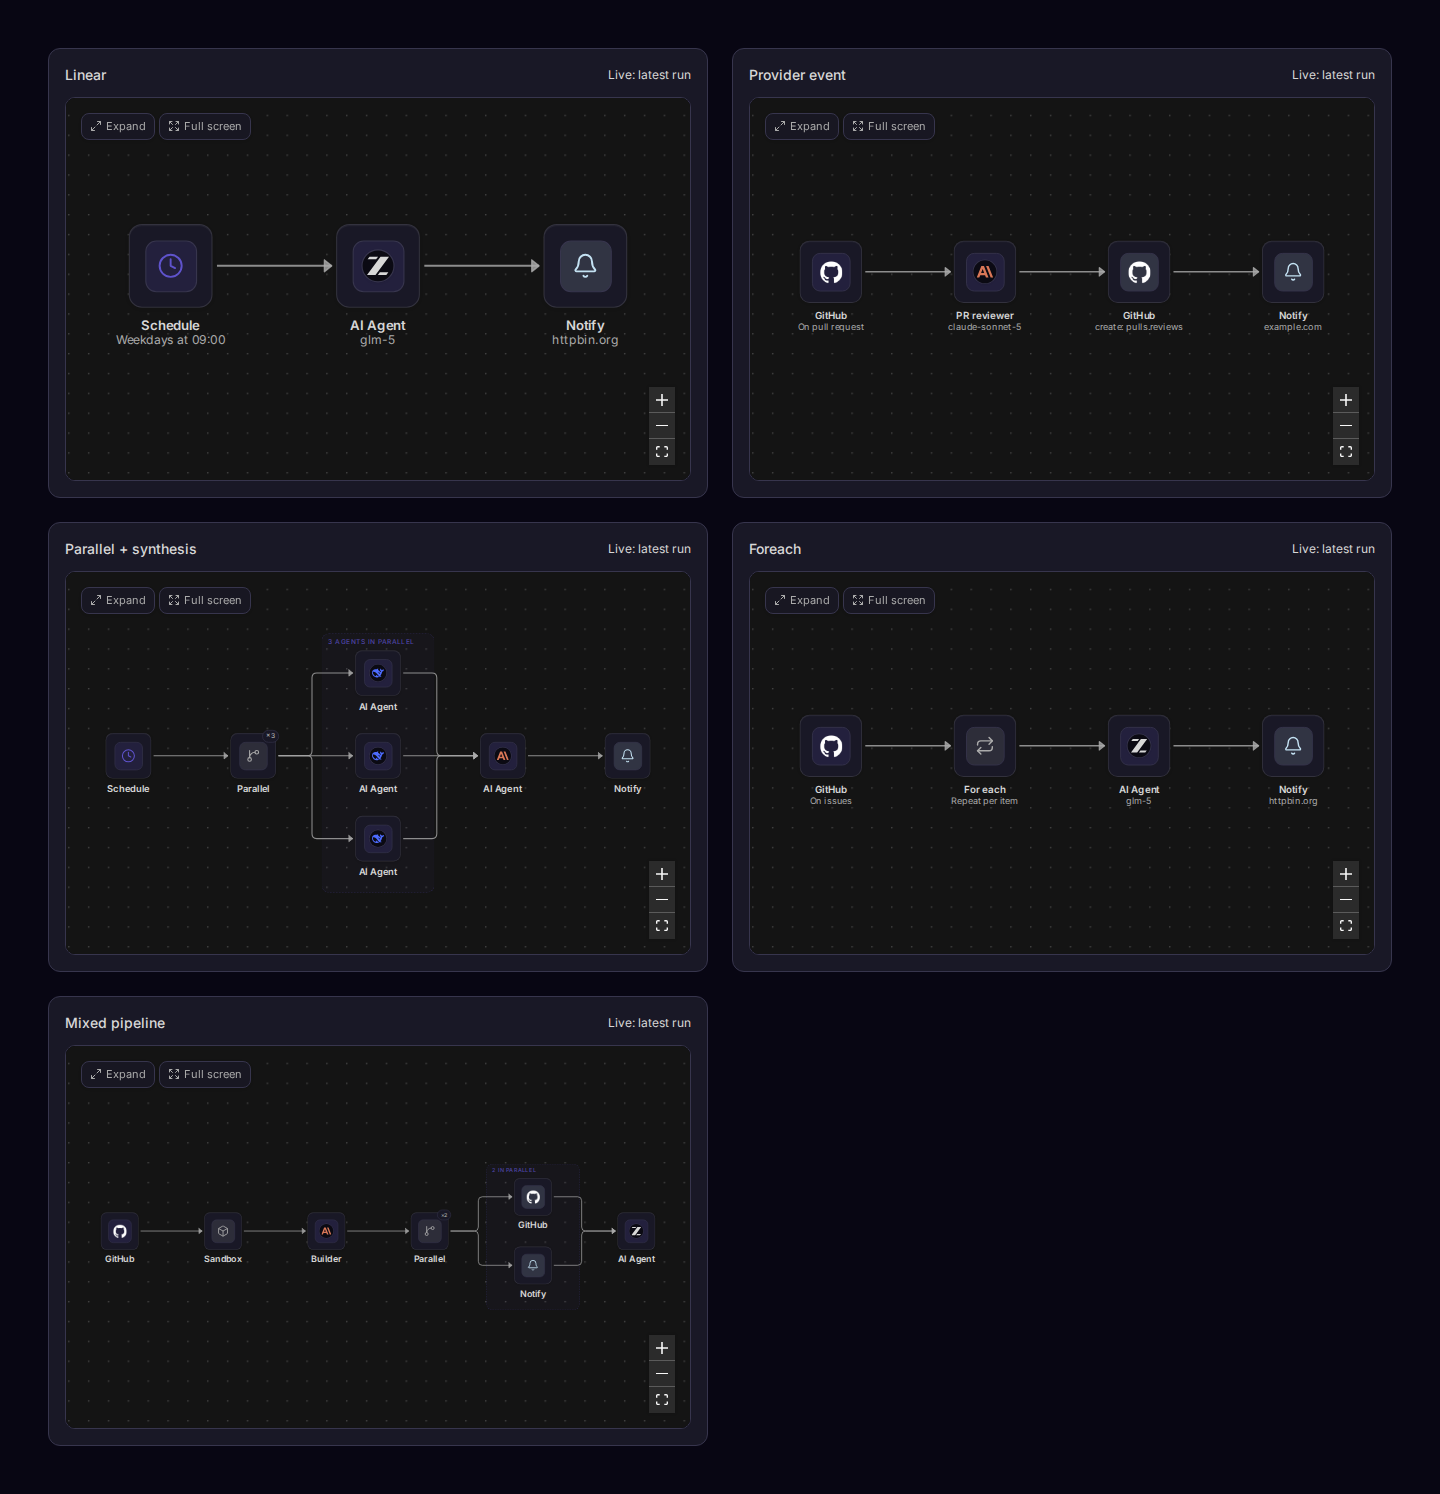 Linear
Live: latest run
Expand
Full screen
Schedule
Weekdays at 09:00
AI Agent
glm-5
Notify
httpbin.org
Provider event
Live: latest run
Expand
Full screen
GitHub
On pull request
PR reviewer
claude-sonnet-5
GitHub
create: pulls.reviews
Notify
example.com
Parallel + synthesis
Live: latest run
Expand
Full screen
3 AGENTS IN PARALLEL
AI Agent
×3
Schedule
Parallel
AI Agent
AI Agent
Notify
AI Agent
Foreach
Live: latest run
Expand
Full screen
GitHub
On issues
For each
Repeat per item
AI Agent
glm-5
Notify
httpbin.org
Mixed pipeline
Live: latest run
Expand
Full screen
2 IN PARALLEL
GitHub
×2
GitHub
Sandbox
Builder
Parallel
AI Agent
Notify